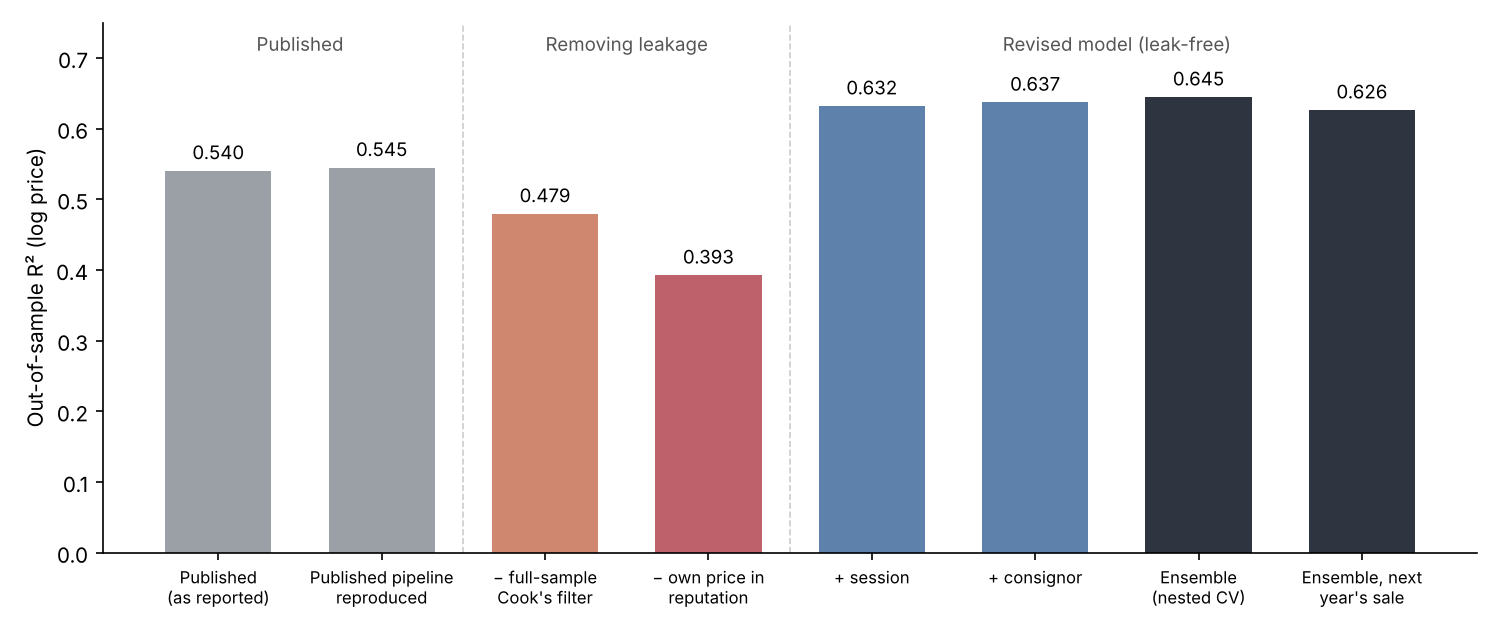 Published
Removing leakage
Revised model (leak-free)
Out-of-sample R² (log price)
0.7
0.6
0.5
0.4
0.3
0.2
0.1
0.0
0.540
0.545
0.479
0.393
0.632
0.637
0.645
0.626
Published
(as reported)
Published pipeline
reproduced
− full-sample
Cook's filter
− own price in
reputation
+ session
+ consignor
Ensemble
(nested CV)
Ensemble, next
year's sale